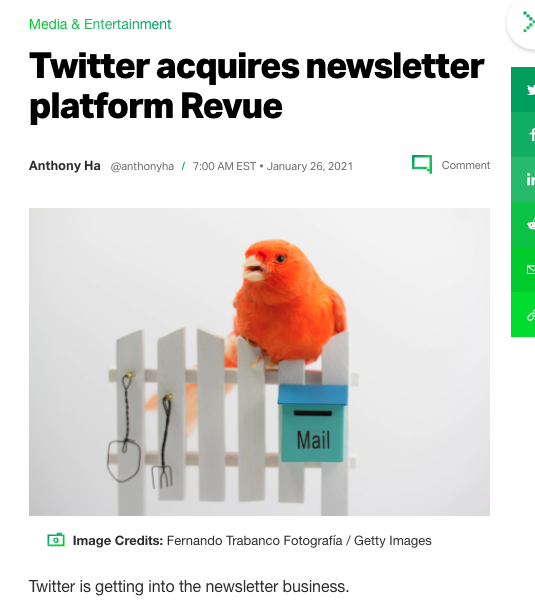 Media & Entertainment
Twitter acquires newsletter
platform Revue
Anthony Ha @anthonyha / 7:00 AM EST • January 26, 2021
Comment
Mail
Image Credits: Fernando Trabanco Fotografía / Getty Images
Twitter is getting into the newsletter business.